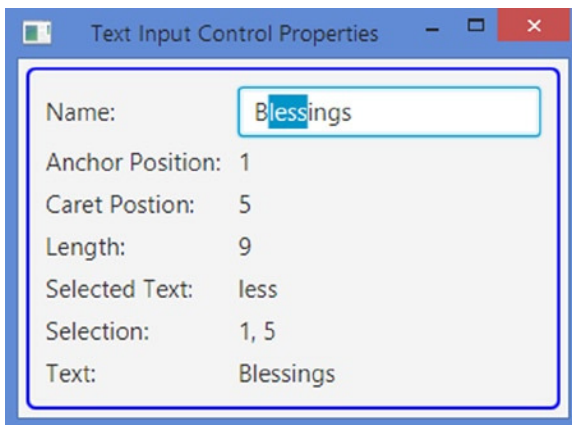 Text Input Control Properties
Name: Blessings
Anchor Position: 1
Caret Postion: 5
Length: 9
Selected Text: less
Selection: 1, 5
Text: Blessings